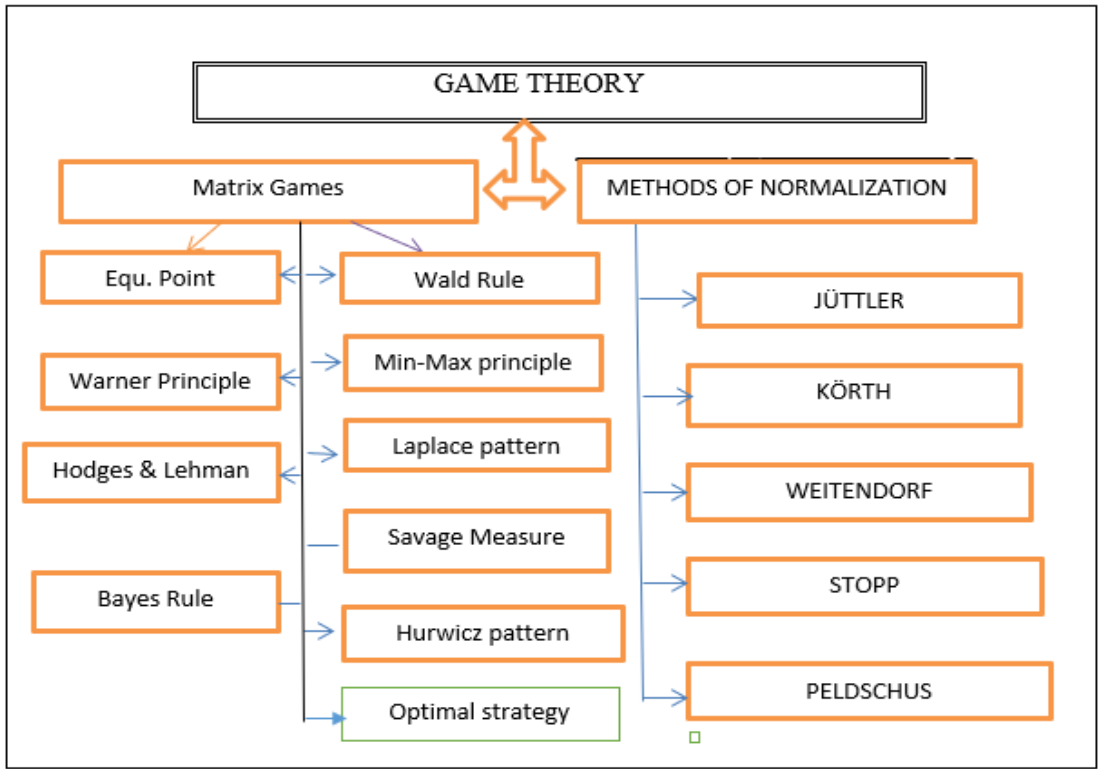 GAME THEORY
Matrix Games
METHODS OF NORMALIZATION
Equ. Point
Wald Rule
JÜTTLER
Warner Principle
Min-Max principle
KÖRTH
Hodges & Lehman
Laplace pattern
WEITENDORF
Savage Measure
STOPP
Bayes Rule
Hurwicz pattern
PELDSCHUS
Optimal strategy